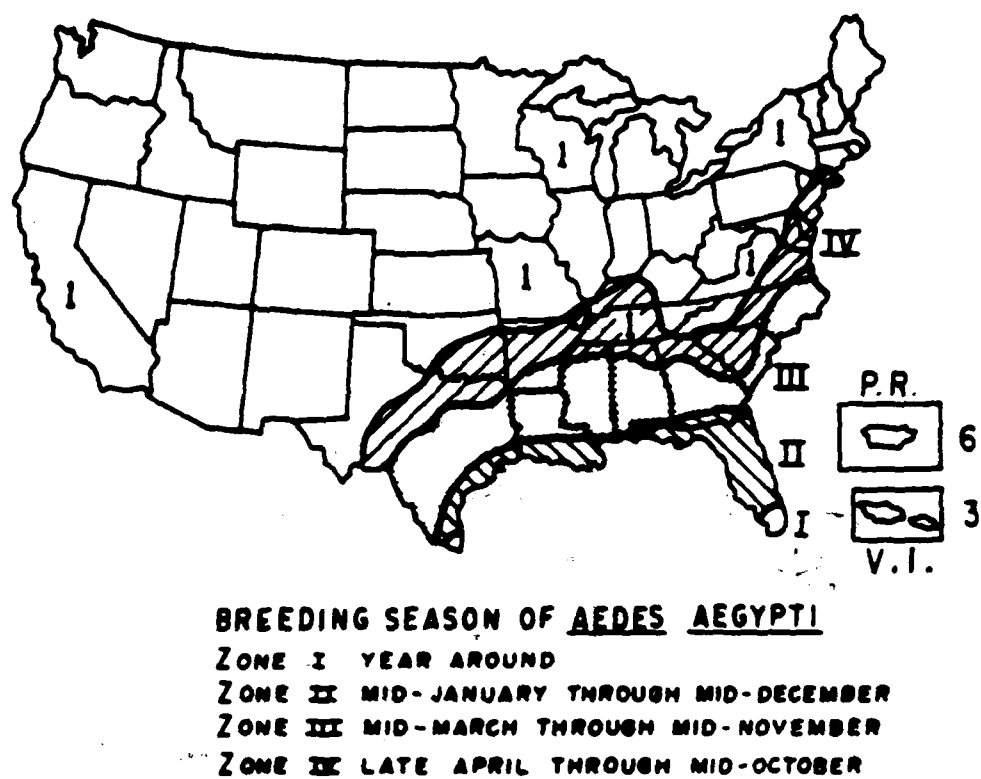 1
1
IV
1
1
1
1
III
P.R.
6
II
I
3
V.I.
BREEDING SEASON OF AEDES AEGYPTI
ZONE I YEAR AROUND
ZONE II MID-JANUARY THROUGH MID-DECEMBER
ZONE III MID-MARCH THROUGH MID-NOVEMBER
ZONE IV LATE APRIL THROUGH MID-OCTOBER